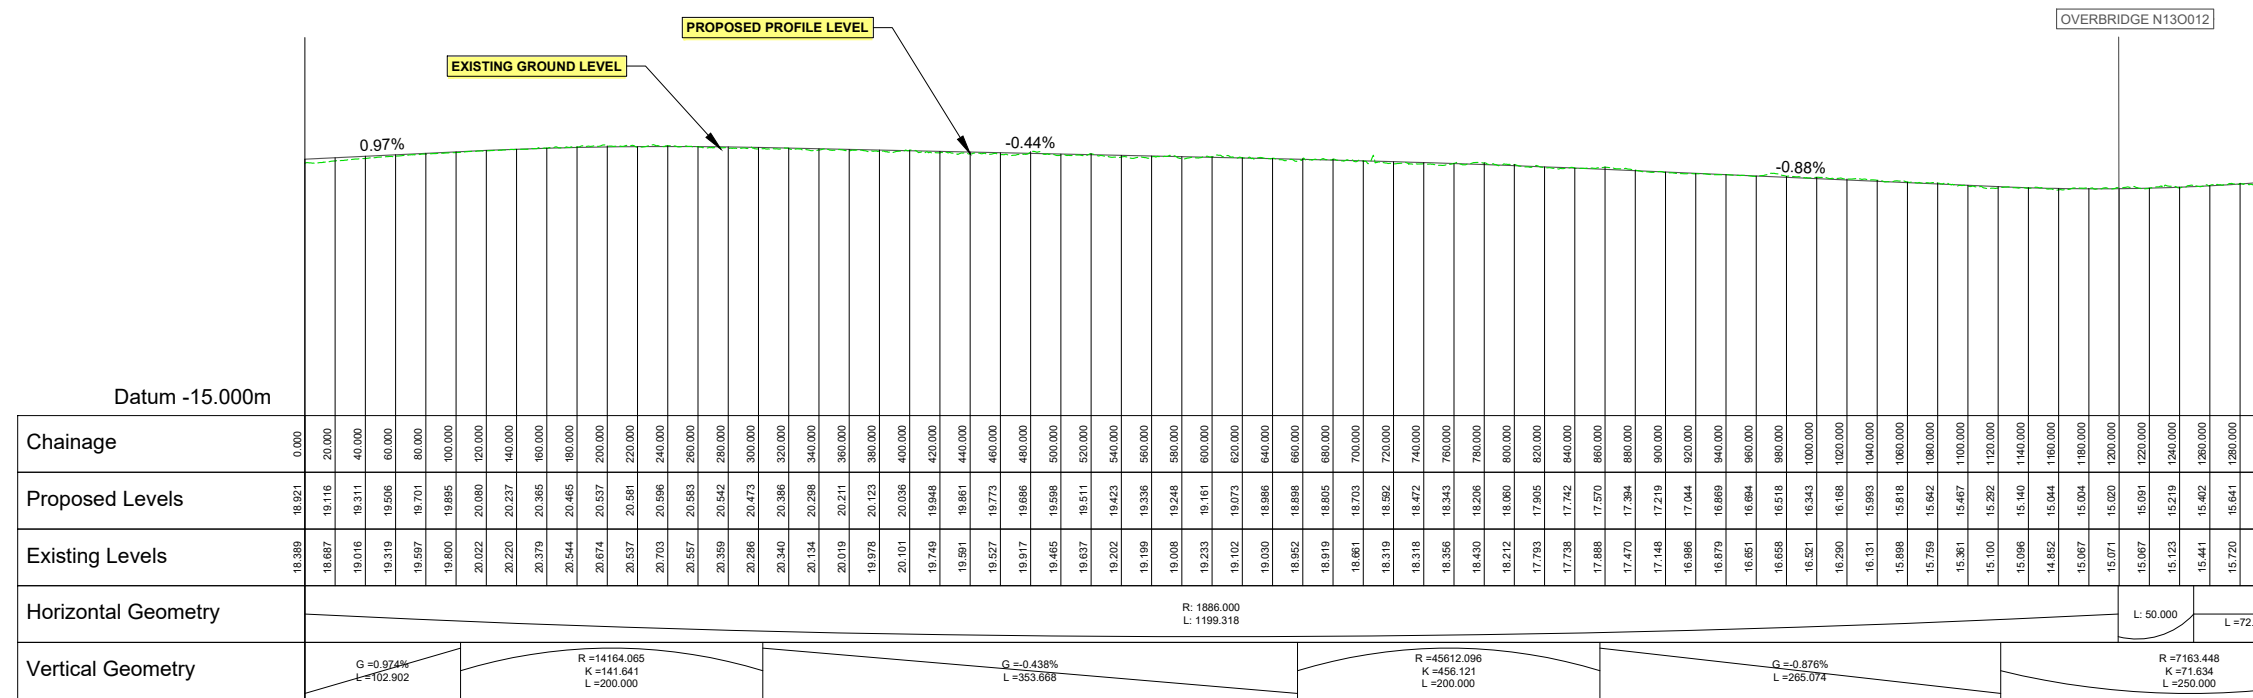 OVERBRIDGE N13O012
PROPOSED PROFILE LEVEL
EXISTING GROUND LEVEL
0.97%
-0.44%
-0.88%
Datum -15.000m
Chainage 0.000 20.000 40.000 60.000 80.000 100.000 120.000 140.000 160.000 180.000 200.000 220.000 240.000 260.000 280.000 300.000 320.000 340.000 360.000 380.000 400.000 420.000 440.000 460.000 480.000 500.000 520.000 540.000 560.000 580.000 600.000 620.000 640.000 660.000 680.000 700.000 720.000 740.000 760.000 780.000 800.000 820.000 840.000 860.000 880.000 900.000 920.000 940.000 960.000 980.000 1000.000 1020.000 1040.000 1060.000 1080.000 1100.000 1120.000 1140.000 1160.000 1180.000 1200.000 1220.000 1240.000 1260.000 1280.000
Proposed Levels 18.921 19.116 19.311 19.506 19.701 19.895 20.080 20.237 20.365 20.465 20.537 20.581 20.596 20.583 20.542 20.473 20.386 20.298 20.211 20.123 20.036 19.948 19.861 19.773 19.686 19.598 19.511 19.423 19.336 19.248 19.161 19.073 18.986 18.898 18.805 18.703 18.592 18.472 18.343 18.206 18.060 17.905 17.742 17.570 17.394 17.219 17.044 16.869 16.694 16.518 16.343 16.168 15.993 15.818 15.642 15.467 15.292 15.140 15.044 15.004 15.020 15.091 15.219 15.402 15.641
Existing Levels 18.389 18.687 19.016 19.319 19.597 19.800 20.022 20.220 20.379 20.544 20.674 20.537 20.703 20.557 20.359 20.286 20.340 20.134 20.019 19.978 20.101 19.749 19.591 19.527 19.917 19.465 19.637 19.202 19.199 19.008 19.233 19.102 19.030 18.952 18.919 18.661 18.319 18.318 18.356 18.430 18.212 17.793 17.738 17.888 17.470 17.148 16.986 16.879 16.651 16.658 16.521 16.290 16.131 15.898 15.759 15.361 15.100 15.096 14.852 15.067 15.071 15.067 15.123 15.441 15.720
Horizontal Geometry
R: 1886.000
L: 1199.318
L: 50.000
L =72.
Vertical Geometry
G =0.974%
L =102.902
R =14164.065
K =141.641
L =200.000
G =-0.438%
L =353.668
R =45612.096
K =456.121
L =200.000
G =-0.876%
L =265.074
R =7163.448
K =71.634
L =250.000